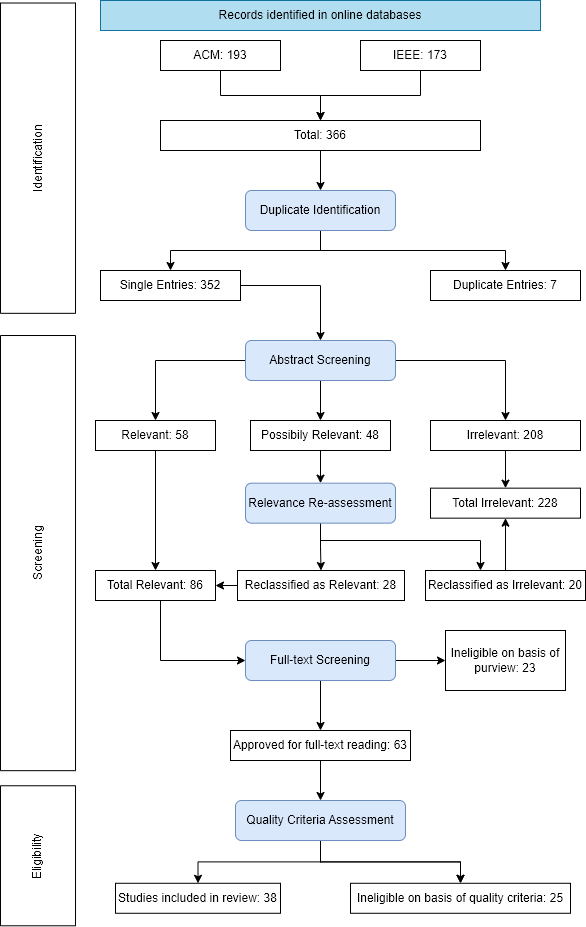 Records identified in online databases
ACM: 193
IEEE: 173
Total: 366
Identification
Duplicate Identification
Single Entries: 352
Duplicate Entries: 7
Abstract Screening
Relevant: 58
Possibily Relevant: 48
Irrelevant: 208
Relevance Re-assessment
Total Irrelevant: 228
Screening
Total Relevant: 86
Reclassified as Relevant: 28
Reclassified as Irrelevant: 20
Full-text Screening
Ineligible on basis of
purview: 23
Approved for full-text reading: 63
Quality Criteria Assessment
Eligibility
Studies included in review: 38
Ineligible on basis of quality criteria: 25